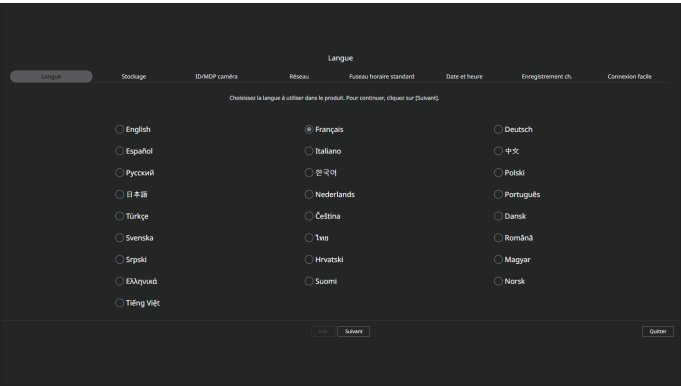 Langue
Langue Stockage ID/MDP caméra Réseau Fuseau horaire standard Date et heure Enregistrement ch. Connexion facile
Choisissez la langue à utiliser dans le produit. Pour continuer, cliquez sur [Suivant].
English Français Deutsch
Español Italiano 中文
Русский 한국어 Polski
日本語 Nederlands Português
Türkçe Čeština Dansk
Svenska ไทย Română
Srpski Hrvatski Magyar
Ελληνικά Suomi Norsk
Tiếng Việt
Préc. Suivant Quitter